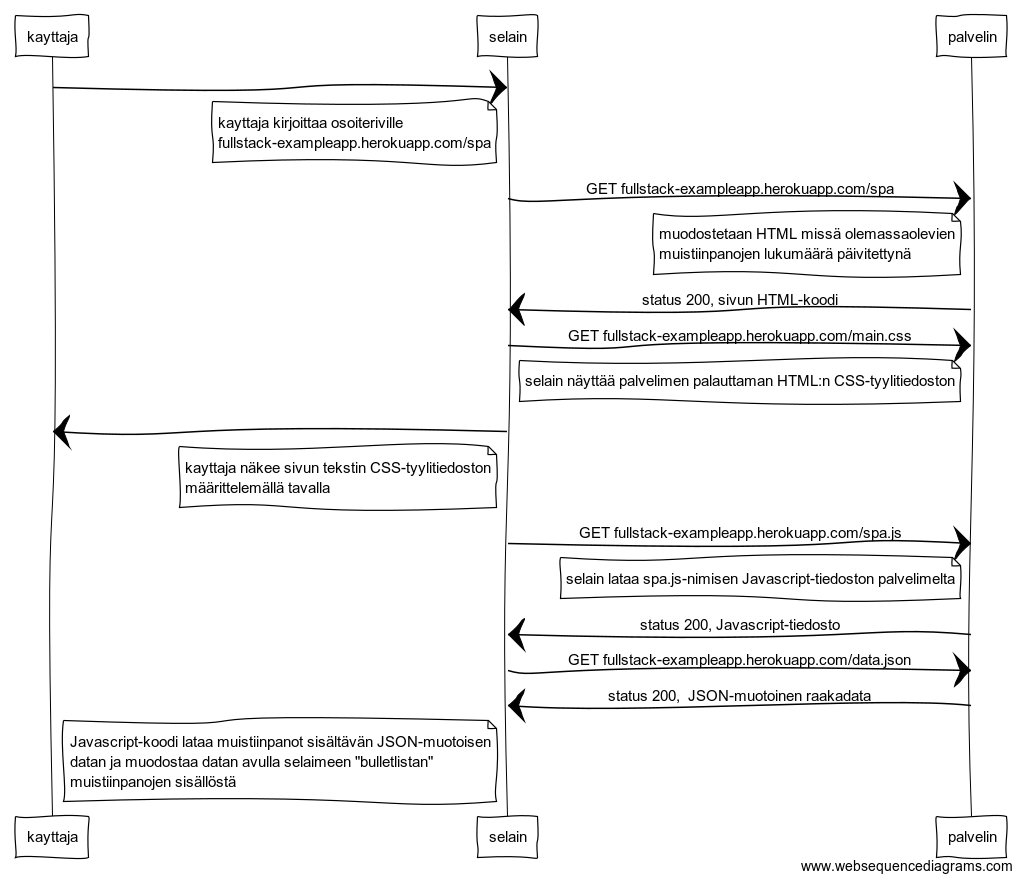 kayttaja
selain
palvelin
kayttaja kirjoittaa osoiteriville
fullstack-exampleapp.herokuapp.com/spa
GET fullstack-exampleapp.herokuapp.com/spa
muodostetaan HTML missä olemassaolevien
muistiinpanojen lukumäärä päivitettynä
status 200, sivun HTML-koodi
GET fullstack-exampleapp.herokuapp.com/main.css
selain näyttää palvelimen palauttaman HTML:n CSS-tyylitiedoston
kayttaja näkee sivun tekstin CSS-tyylitiedoston
määrittelemällä tavalla
GET fullstack-exampleapp.herokuapp.com/spa.js
selain lataa spa.js-nimisen Javascript-tiedoston palvelimelta
status 200, Javascript-tiedosto
GET fullstack-exampleapp.herokuapp.com/data.json
status 200,  JSON-muotoinen raakadata
Javascript-koodi lataa muistiinpanot sisältävän JSON-muotoisen
datan ja muodostaa datan avulla selaimeen "bulletlistan"
muistiinpanojen sisällöstä
kayttaja
selain
palvelin
www.websequencediagrams.com